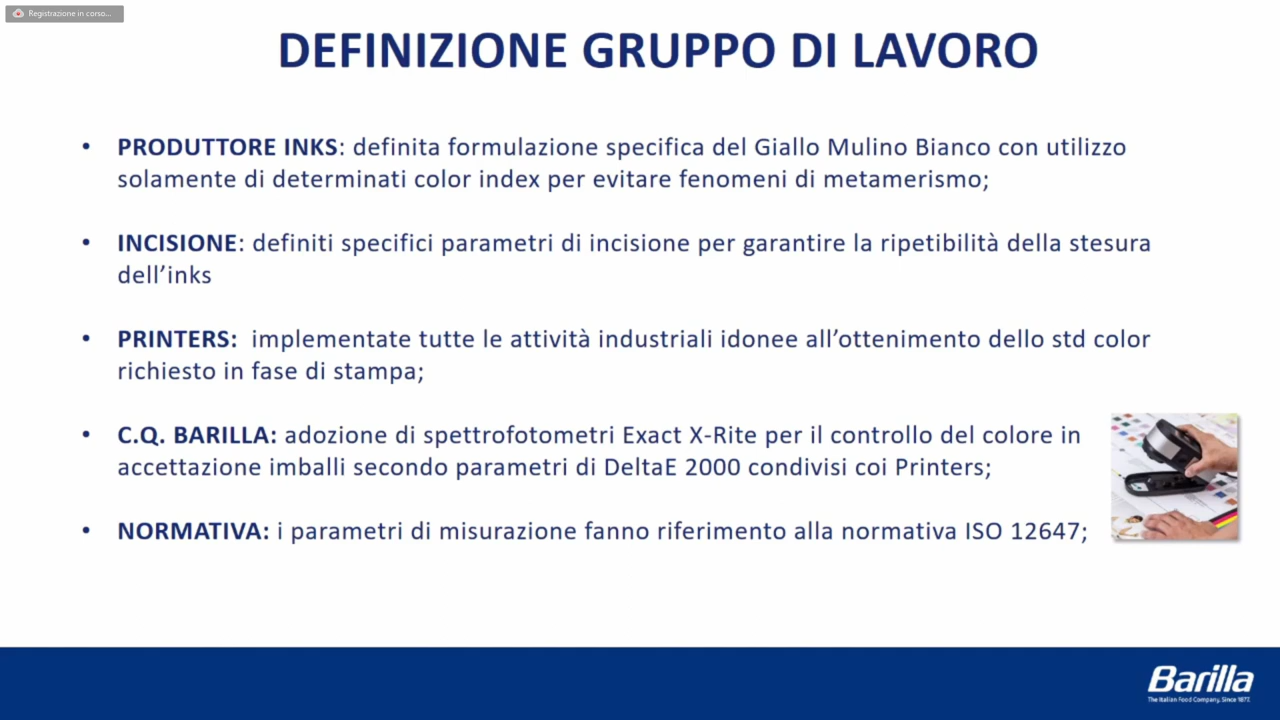 Registrazione in corso...
DEFINIZIONE GRUPPO DI LAVORO
• PRODUTTORE INKS: definita formulazione specifica del Giallo Mulino Bianco con utilizzo
solamente di determinati color index per evitare fenomeni di metamerismo;
• INCISIONE: definiti specifici parametri di incisione per garantire la ripetibilità della stesura
dell’inks
• PRINTERS: implementate tutte le attività industriali idonee all’ottenimento dello std color
richiesto in fase di stampa;
• C.Q. BARILLA: adozione di spettrofotometri Exact X-Rite per il controllo del colore in
accettazione imballi secondo parametri di DeltaE 2000 condivisi coi Printers;
• NORMATIVA: i parametri di misurazione fanno riferimento alla normativa ISO 12647;
Barilla
The Italian Food Company. Since 1877.